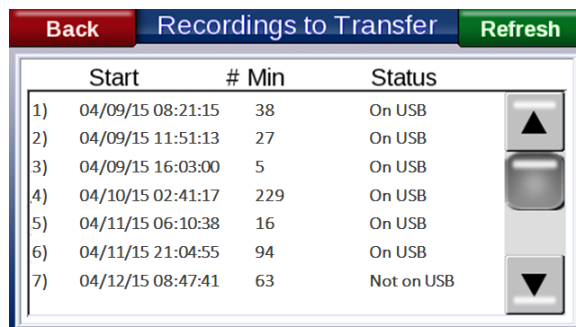 Back Recordings to Transfer Refresh
Start # Min Status
1) 04/09/15 08:21:15 38 On USB
2) 04/09/15 11:51:13 27 On USB
3) 04/09/15 16:03:00 5 On USB
4) 04/10/15 02:41:17 229 On USB
5) 04/11/15 06:10:38 16 On USB
6) 04/11/15 21:04:55 94 On USB
7) 04/12/15 08:47:41 63 Not on USB